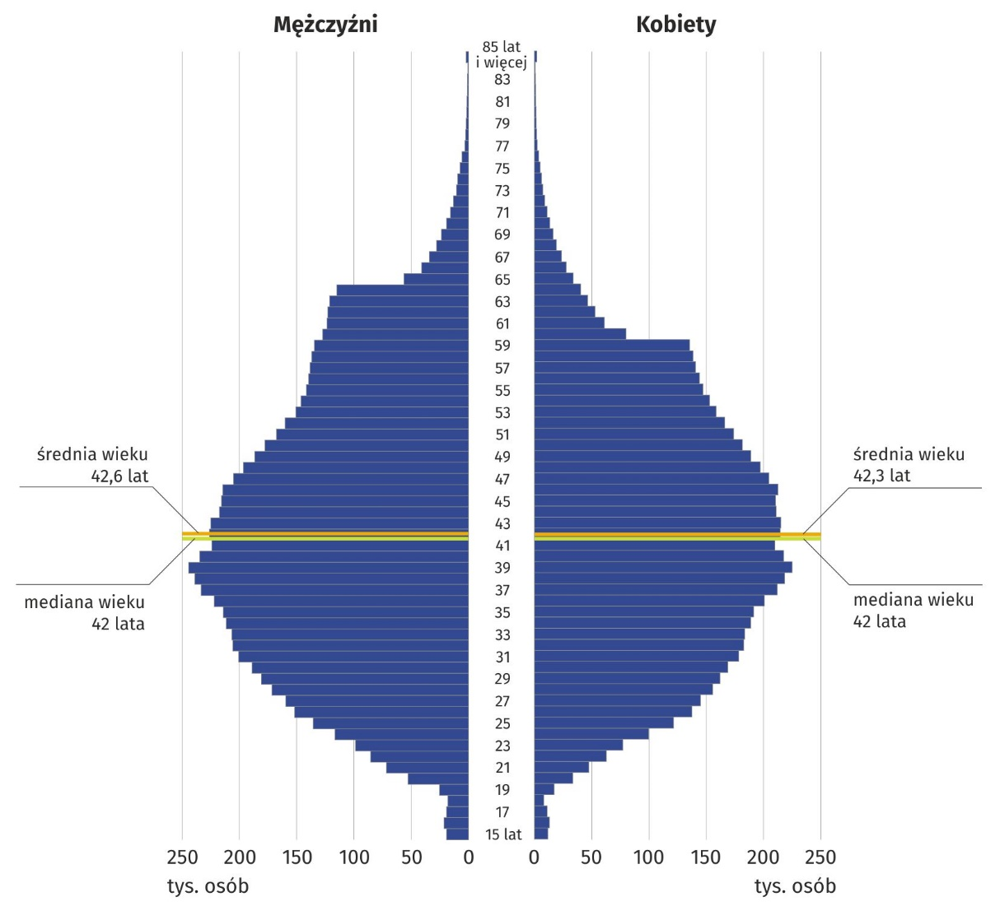 Mężczyźni
Kobiety
85 lat
i więcej
83
81
79
77
75
73
71
69
67
65
63
61
59
57
55
53
51
49
47
45
43
41
39
37
35
33
31
29
27
25
23
21
19
17
15 lat
średnia wieku
42,6 lat
mediana wieku
42 lata
średnia wieku
42,3 lat
mediana wieku
42 lata
250 200 150 100 50 0
0 50 100 150 200 250
tys. osób
tys. osób